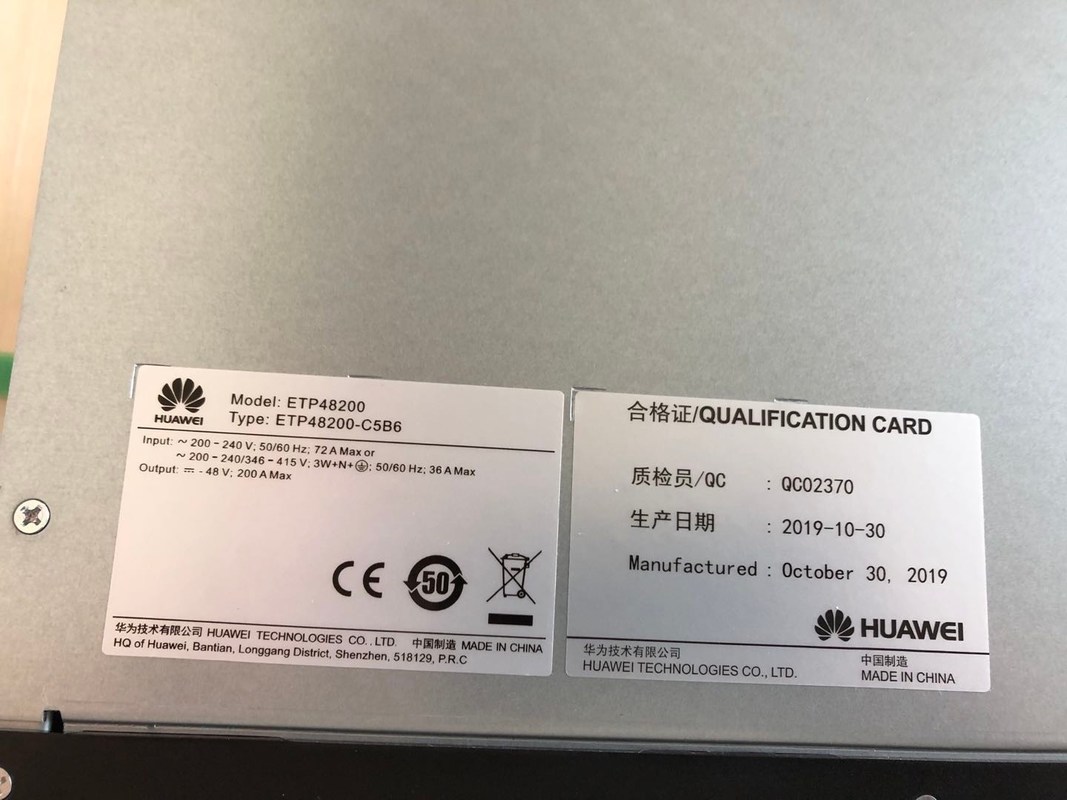 HUAWEI
Model: ETP48200
Type: ETP48200-C5B6
Input: ~ 200 - 240 V; 50/60 Hz; 72 A Max or
~ 200 - 240/346 - 415 V; 3W+N+⏚; 50/60 Hz; 36 A Max
Output: ⎓ - 48 V; 200 A Max
CE
50
华为技术有限公司 HUAWEI TECHNOLOGIES CO.,LTD. 中国制造 MADE IN CHINA
HQ of Huawei, Bantian, Longgang District, Shenzhen, 518129, P.R.C
合格证/QUALIFICATION CARD
质检员/QC : QC02370
生产日期 : 2019-10-30
Manufactured : October 30, 2019
HUAWEI
华为技术有限公司 中国制造
HUAWEI TECHNOLOGIES CO., LTD. MADE IN CHINA